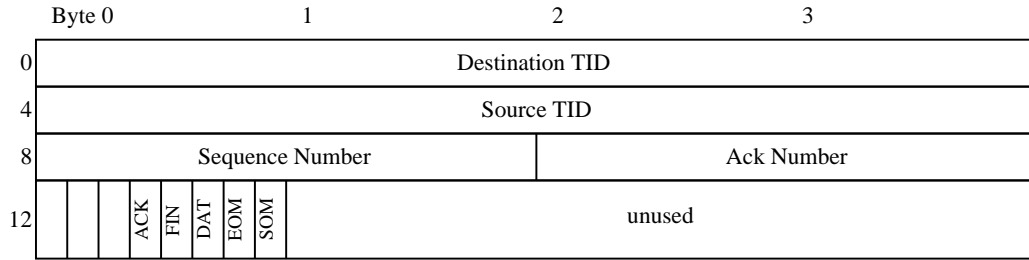 Byte 0 1 2 3
0 Destination TID
4 Source TID
8 Sequence Number Ack Number
12 ACK FIN DAT EOM SOM unused